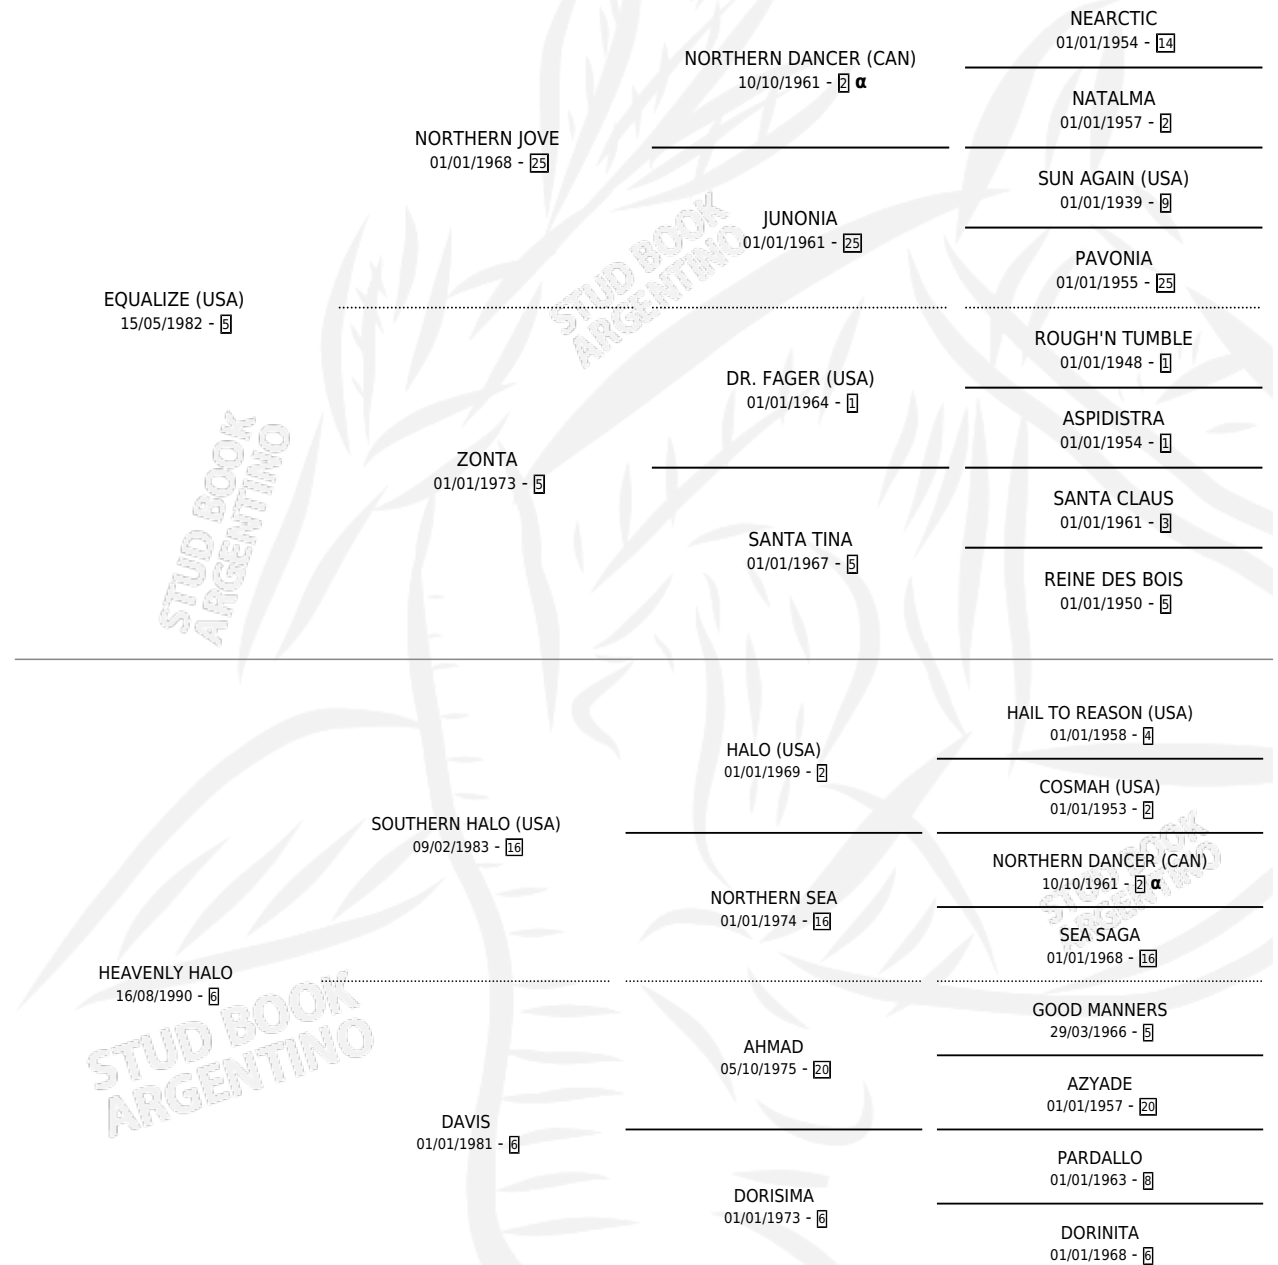 NEARCTIC
01/01/1954 - 14
NORTHERN DANCER (CAN)
10/10/1961 - 2 α
NATALMA
01/01/1957 - 2
NORTHERN JOVE
01/01/1968 - 25
SUN AGAIN (USA)
01/01/1939 - 9
JUNONIA
01/01/1961 - 25
PAVONIA
01/01/1955 - 25
EQUALIZE (USA)
15/05/1982 - 5
ROUGH'N TUMBLE
01/01/1948 - 1
DR. FAGER (USA)
01/01/1964 - 1
ASPIDISTRA
01/01/1954 - 1
ZONTA
01/01/1973 - 5
SANTA CLAUS
01/01/1961 - 3
SANTA TINA
01/01/1967 - 5
REINE DES BOIS
01/01/1950 - 5
HAIL TO REASON (USA)
01/01/1958 - 4
HALO (USA)
01/01/1969 - 2
COSMAH (USA)
01/01/1953 - 2
SOUTHERN HALO (USA)
09/02/1983 - 16
NORTHERN DANCER (CAN)
10/10/1961 - 2 α
NORTHERN SEA
01/01/1974 - 16
SEA SAGA
01/01/1968 - 16
HEAVENLY HALO
16/08/1990 - 6
GOOD MANNERS
29/03/1966 - 5
AHMAD
05/10/1975 - 20
AZYADE
01/01/1957 - 20
DAVIS
01/01/1981 - 6
PARDALLO
01/01/1963 - 8
DORISIMA
01/01/1973 - 6
DORINITA
01/01/1968 - 6
STUD BOOK
ARGENTINO
STUD BOOK
ARGENTINO
STUD BOOK
ARGENTINO
STUD BOOK
ARGENTINO